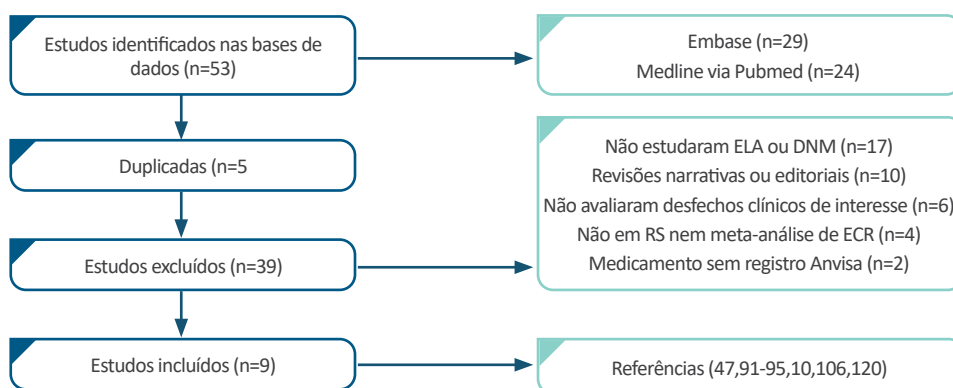 Estudos identificados nas bases de
dados (n=53)
Embase (n=29)
Medline via Pubmed (n=24)
Duplicadas (n=5
Não estudaram ELA ou DNM (n=17)
Revisões narrativas ou editoriais (n=10)
Não avaliaram desfechos clínicos de interesse (n=6)
Não em RS nem meta-análise de ECR (n=4)
Medicamento sem registro Anvisa (n=2)
Estudos excluídos (n=39)
Estudos incluídos (n=9)
Referências (47,91-95,10,106,120)